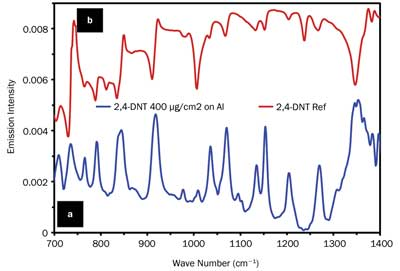 0.008
b
0.006
2,4-DNT 400 µg/cm2 on Al
2,4-DNT Ref
0.004
0.002
a
0
700 800 900 1000 1100 1200 1300 1400
Emission Intensity
Wave Number (cm⁻¹)